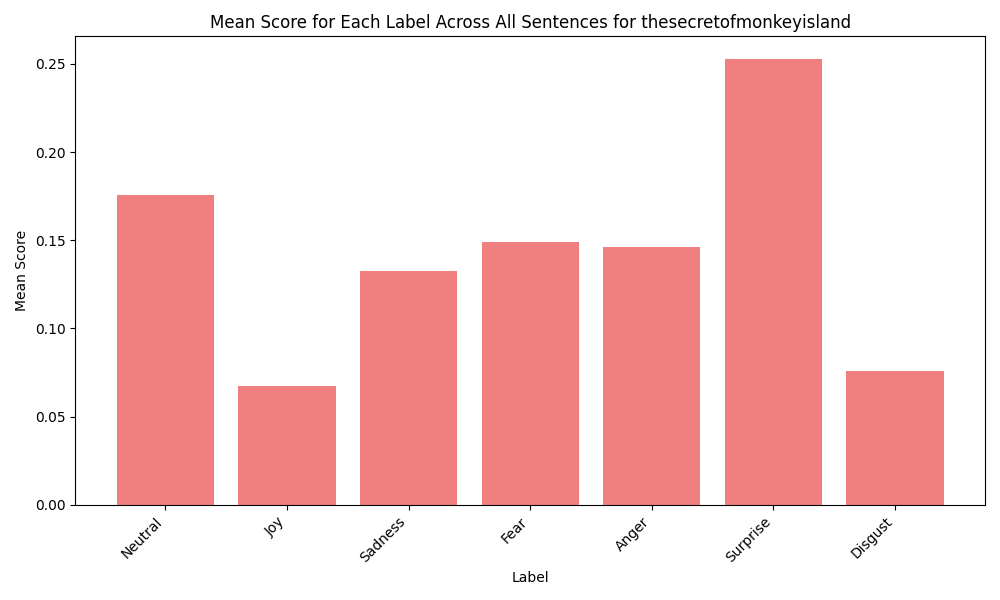 Mean Score for Each Label Across All Sentences for thesecretofmonkeyisland
Mean Score
0.25
0.20
0.15
0.10
0.05
0.00
Neutral
Joy
Sadness
Fear
Anger
Surprise
Disgust
Label